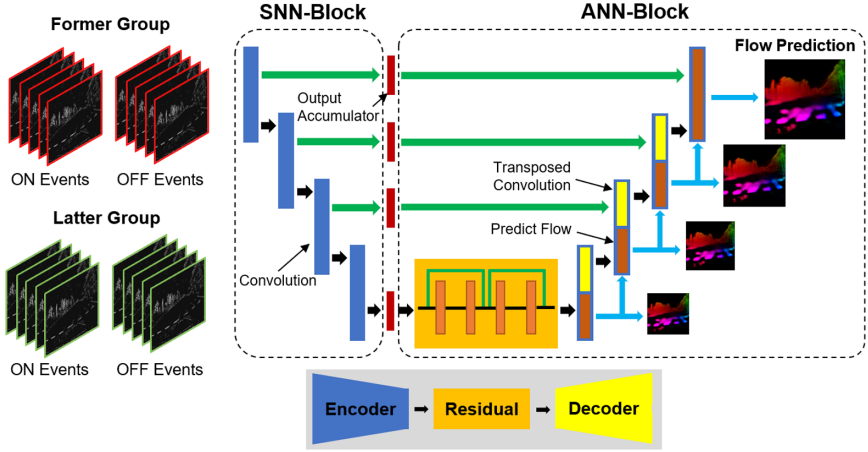 Former Group
ON Events
OFF Events
Latter Group
ON Events
OFF Events
SNN-Block
Output
Accumulator
Convolution
ANN-Block
Flow Prediction
Transposed
Convolution
Predict Flow
Encoder
Residual
Decoder